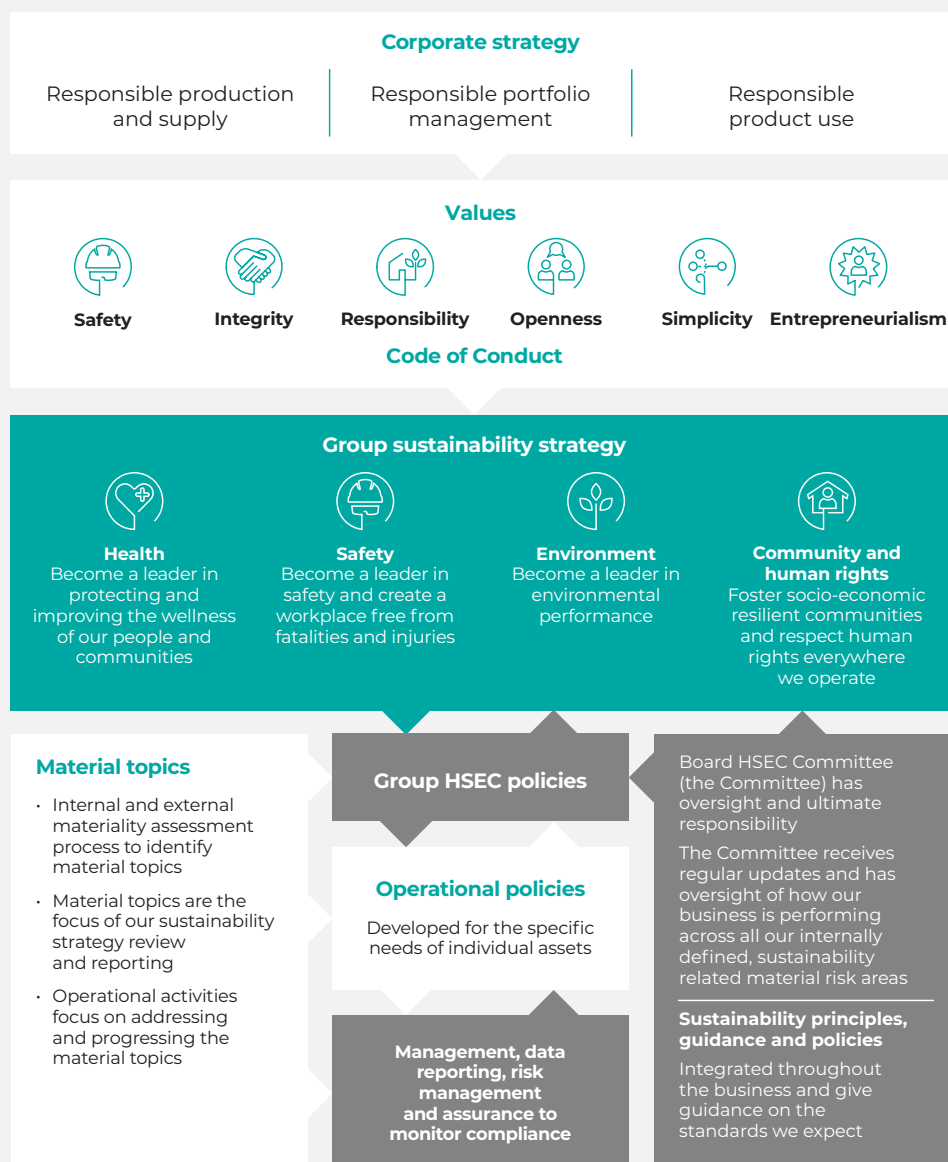 Corporate strategy
Responsible production
and supply
Responsible portfolio
management
Responsible
product use
Values
Safety
Integrity
Responsibility
Openness
Simplicity
Entrepreneurialism
Code of Conduct
Group sustainability strategy
Health
Become a leader in
protecting and
improving the wellness
of our people and
communities
Safety
Become a leader in
safety and create a
workplace free from
fatalities and injuries
Environment
Become a leader in
environmental
performance
Community and
human rights
Foster socio-economic
resilient communities
and respect human
rights everywhere
we operate
Material topics
• Internal and external
materiality assessment
process to identify
material topics
• Material topics are the
focus of our sustainability
strategy review
and reporting
• Operational activities
focus on addressing
and progressing the
material topics
Group HSEC policies
Operational policies
Developed for the specific
needs of individual assets
Management, data
reporting, risk
management
and assurance to
monitor compliance
Board HSEC Committee
(the Committee) has
oversight and ultimate
responsibility
The Committee receives
regular updates and has
oversight of how our
business is performing
across all our internally
defined, sustainability
related material risk areas
Sustainability principles,
guidance and policies
Integrated throughout
the business and give
guidance on the
standards we expect